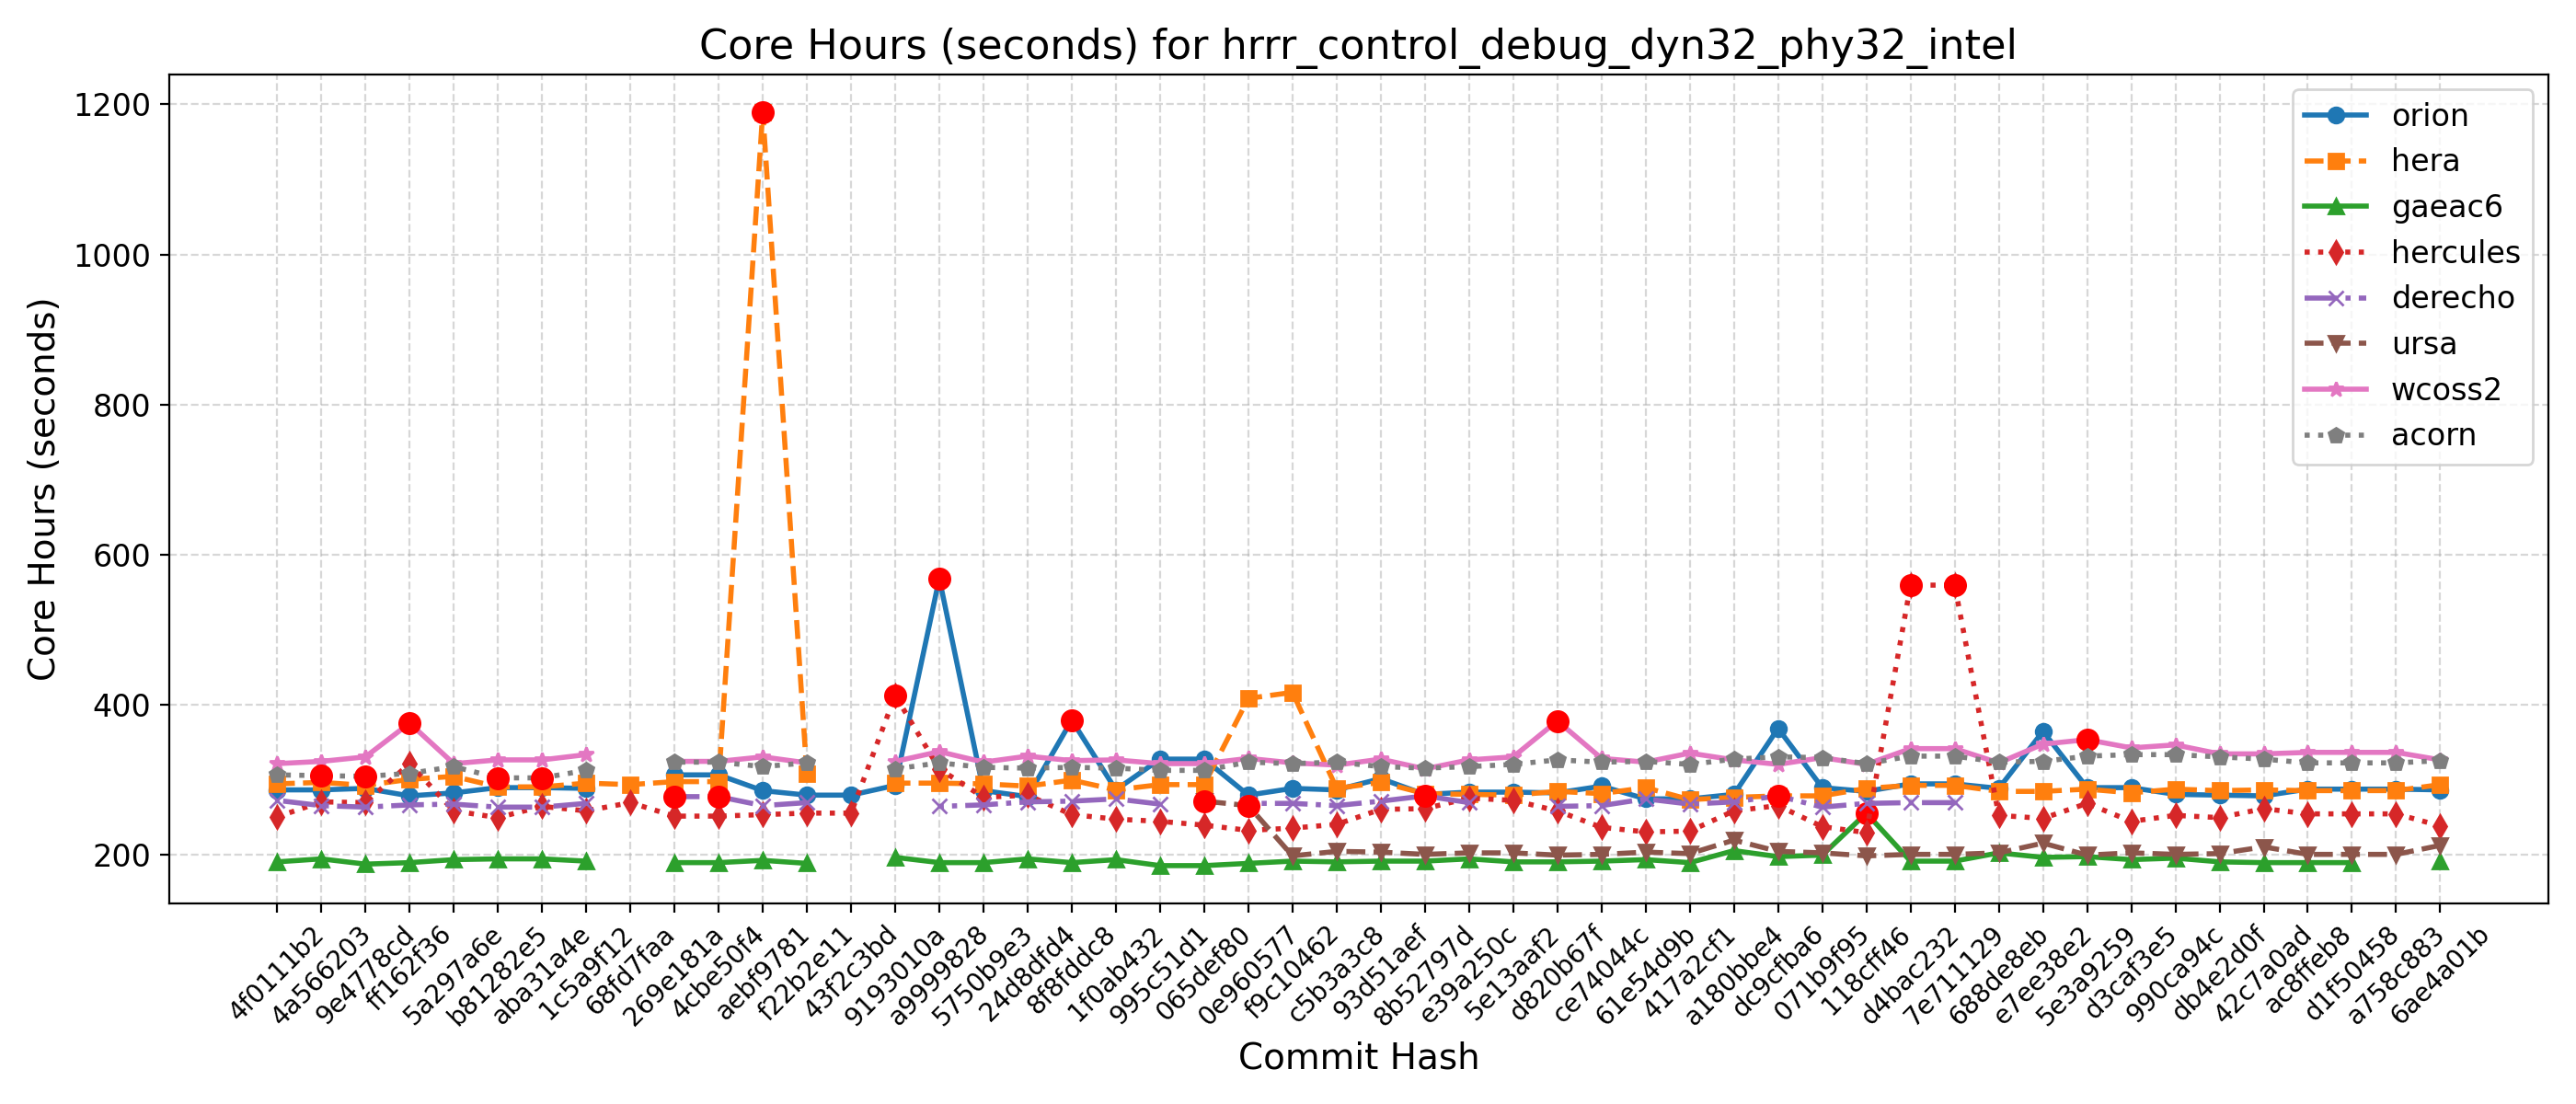 Core Hours (seconds) for hrrr_control_debug_dyn32_phy32_intel
Core Hours (seconds)
1200
1000
800
600
400
200
orion
hera
gaeac6
hercules
derecho
ursa
wcoss2
acorn
4f0111b2
4a566203
9e4778cd
ff162f36
5a297a6e
b81282e5
aba31a4e
1c5a9f12
68fd7faa
269e181a
4cbe50f4
aebf9781
f22b2e11
43f2c3bd
9193010a
a9999828
5750b9e3
24d8dfd4
8f8fddc8
1f0ab432
995c51d1
065def80
0e960577
f9c10462
c5b3a3c8
93d51aef
8b52797d
e39a250c
5e13aaf2
d820b67f
ce74044c
61e54d9b
417a2cf1
a180bbe4
dc9cfba6
071b9f95
118cff46
d4bac232
7e711129
688de8eb
e7ee38e2
5e3a9259
d3caf3e5
990ca94c
db4e2d0f
42c7a0ad
ac8ffeb8
d1f50458
a758c883
6ae4a01b
Commit Hash